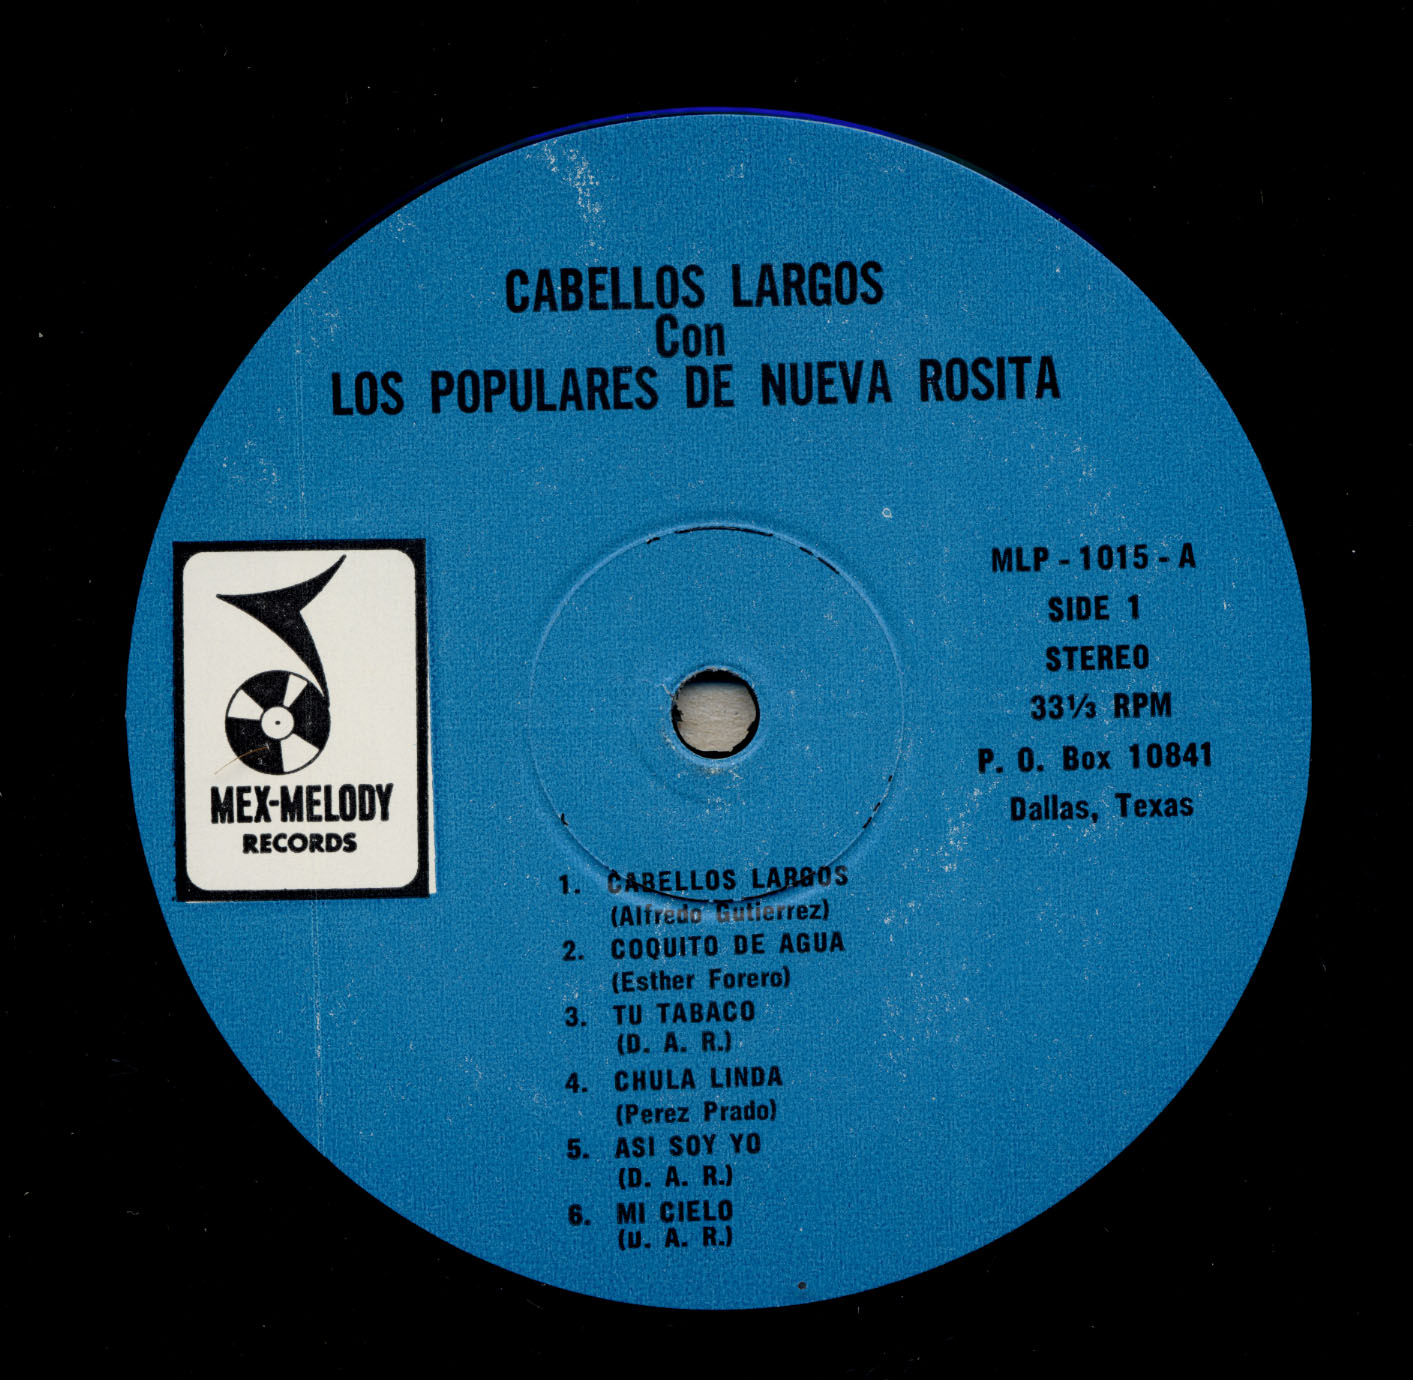 CABELLOS LARGOS
Con
LOS POPULARES DE NUEVA ROSITA
MEX-MELODY
RECORDS
MLP - 1015 - A
SIDE 1
STEREO
33⅓ RPM
P. O. Box 10841
Dallas, Texas
1. CABELLOS LARGOS
(Alfredo Gutierrez)
2. COQUITO DE AGUA
(Esther Forero)
3. TU TABACO
(D. A. R.)
4. CHULA LINDA
(Perez Prado)
5. ASI SOY YO
(D. A. R.)
6. MI CIELO
(D. A. R.)